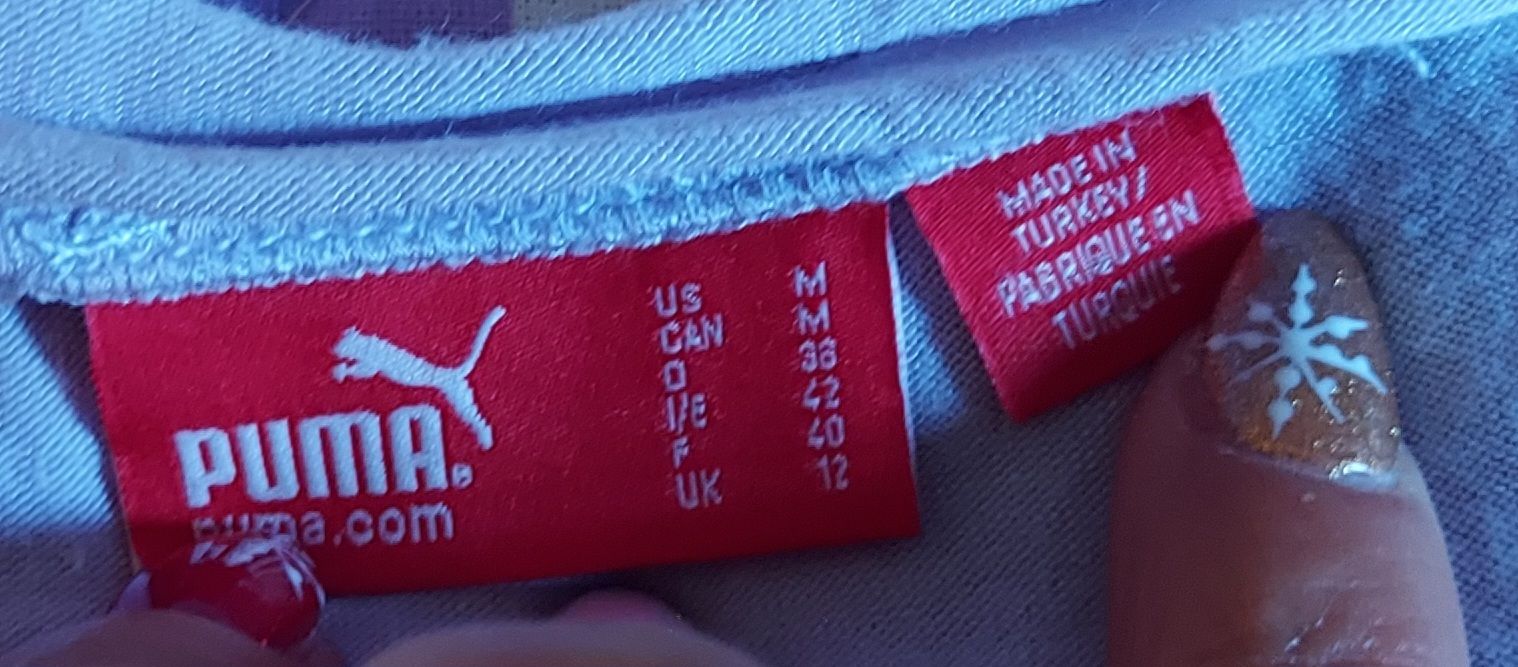 PUMA®
puma.com
US M
CAN M
D 38
I/E 42
F 40
UK 12
MADE IN
TURKEY/
FABRIQUE EN
TURQUIE